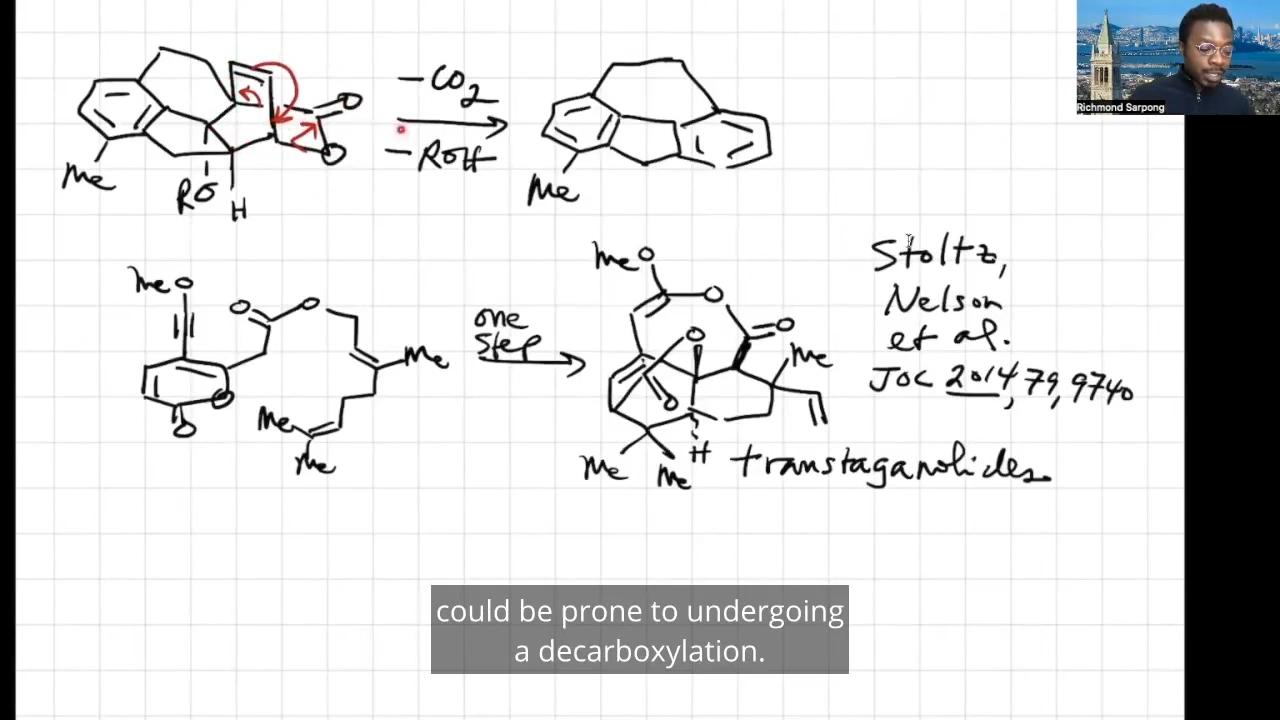 Richmond Sarpong
O
-CO2
-ROH
O
Me
RO
H
Me
MeO
O
O
Me
Me
Me
O
O
one
step
MeO
O
O
O
O
Me
H
Me
Me
transtaganolides.
Stoltz,
Nelson
et al.
JOC 2014, 79, 9740
could be prone to undergoing
a decarboxylation.